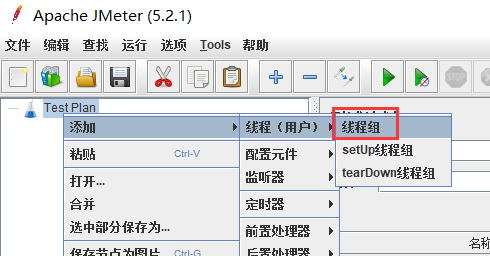 Apache JMeter (5.2.1)
文件 编辑 查找 运行 选项 Tools 帮助
STOP
Test Plan
添加 线程（用户） 线程组
粘贴 Ctrl-V 配置元件 setUp线程组
打开... 监听器 tearDown线程组
合并 定时器
选中部分保存为... 前置处理器
保存节点为图片 Ctrl-G 后置处理器
名称